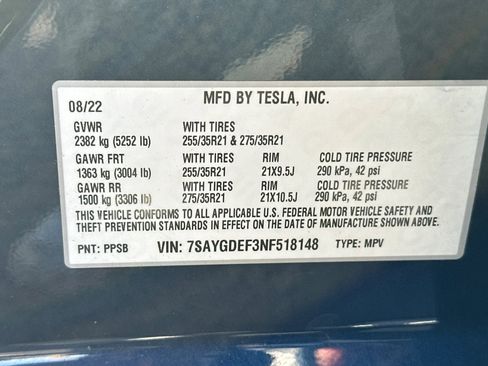 MFD BY TESLA, INC.
08/22
GVWR WITH TIRES
2382 kg (5252 lb) 255/35R21 & 275/35R21
GAWR FRT WITH TIRES RIM COLD TIRE PRESSURE
1363 kg (3004 lb) 255/35R21 21X9.5J 290 kPa, 42 psi
GAWR RR WITH TIRES RIM COLD TIRE PRESSURE
1500 kg (3306 lb) 275/35R21 21X10.5J 290 kPa, 42 psi
THIS VEHICLE CONFORMS TO ALL APPLICABLE U.S. FEDERAL MOTOR VEHICLE SAFETY AND
THEFT PREVENTION STANDARDS IN EFFECT ON THE DATE OF MANUFACTURE SHOWN ABOVE.
PNT: PPSB VIN: 7SAYGDEF3NF518148 TYPE: MPV